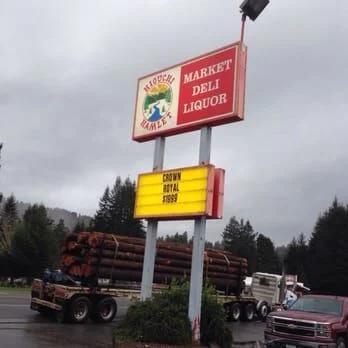 HIOUCHI
HAMLET
MARKET
DELI
LIQUOR
CROWN
ROYAL
$1999